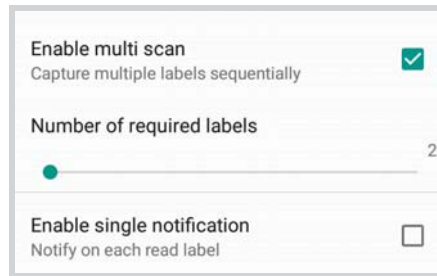 Enable multi scan
Capture multiple labels sequentially
Number of required labels
2
Enable single notification
Notify on each read label